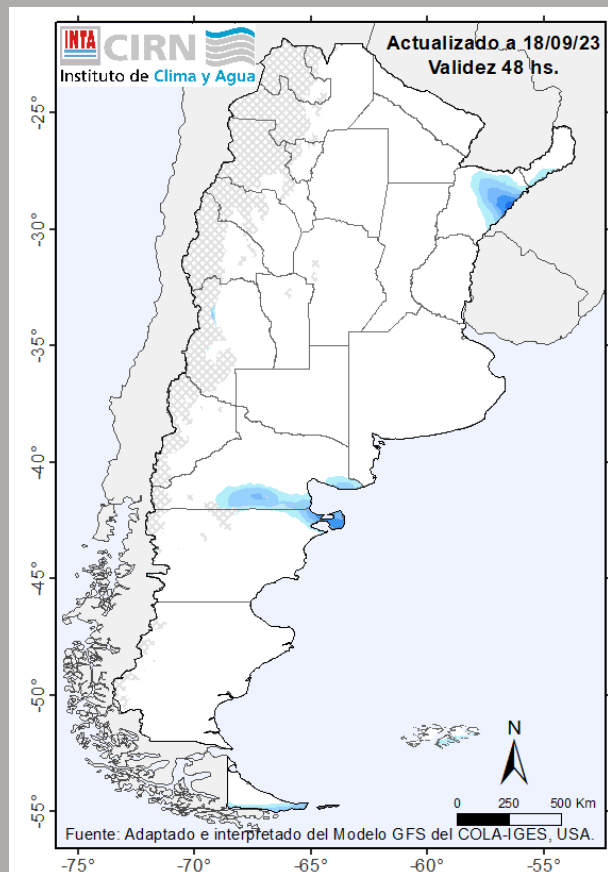 INTA CIRN
Instituto de Clima y Agua
Actualizado a 18/09/23
Validez 48 hs.
-25°
-30°
-35°
-40°
-45°
-50°
-55°
N
0 250 500 Km
Fuente: Adaptado e interpretado del Modelo GFS del COLA-IGES, USA.
-75° -70° -65° -60° -55°